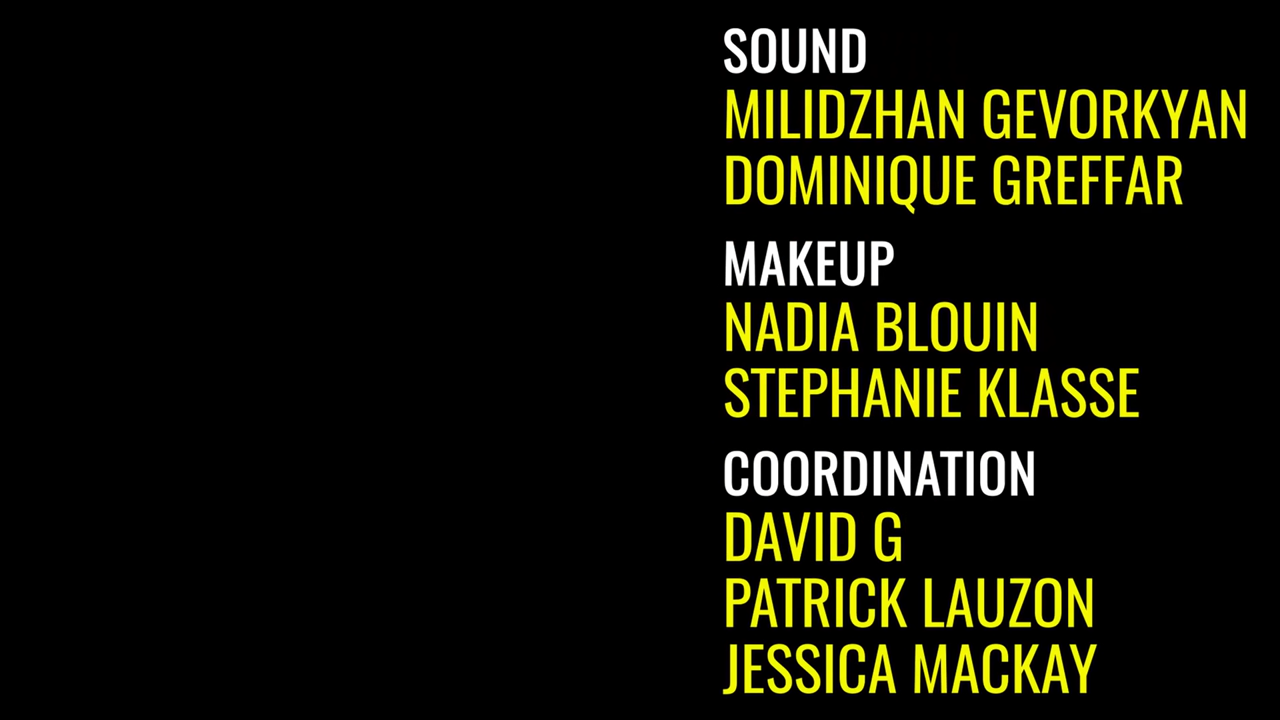 SOUND
MILIDZHAN GEVORKYAN
DOMINIQUE GREFFAR
MAKEUP
NADIA BLOUIN
STEPHANIE KLASSE
COORDINATION
DAVID G
PATRICK LAUZON
JESSICA MACKAY